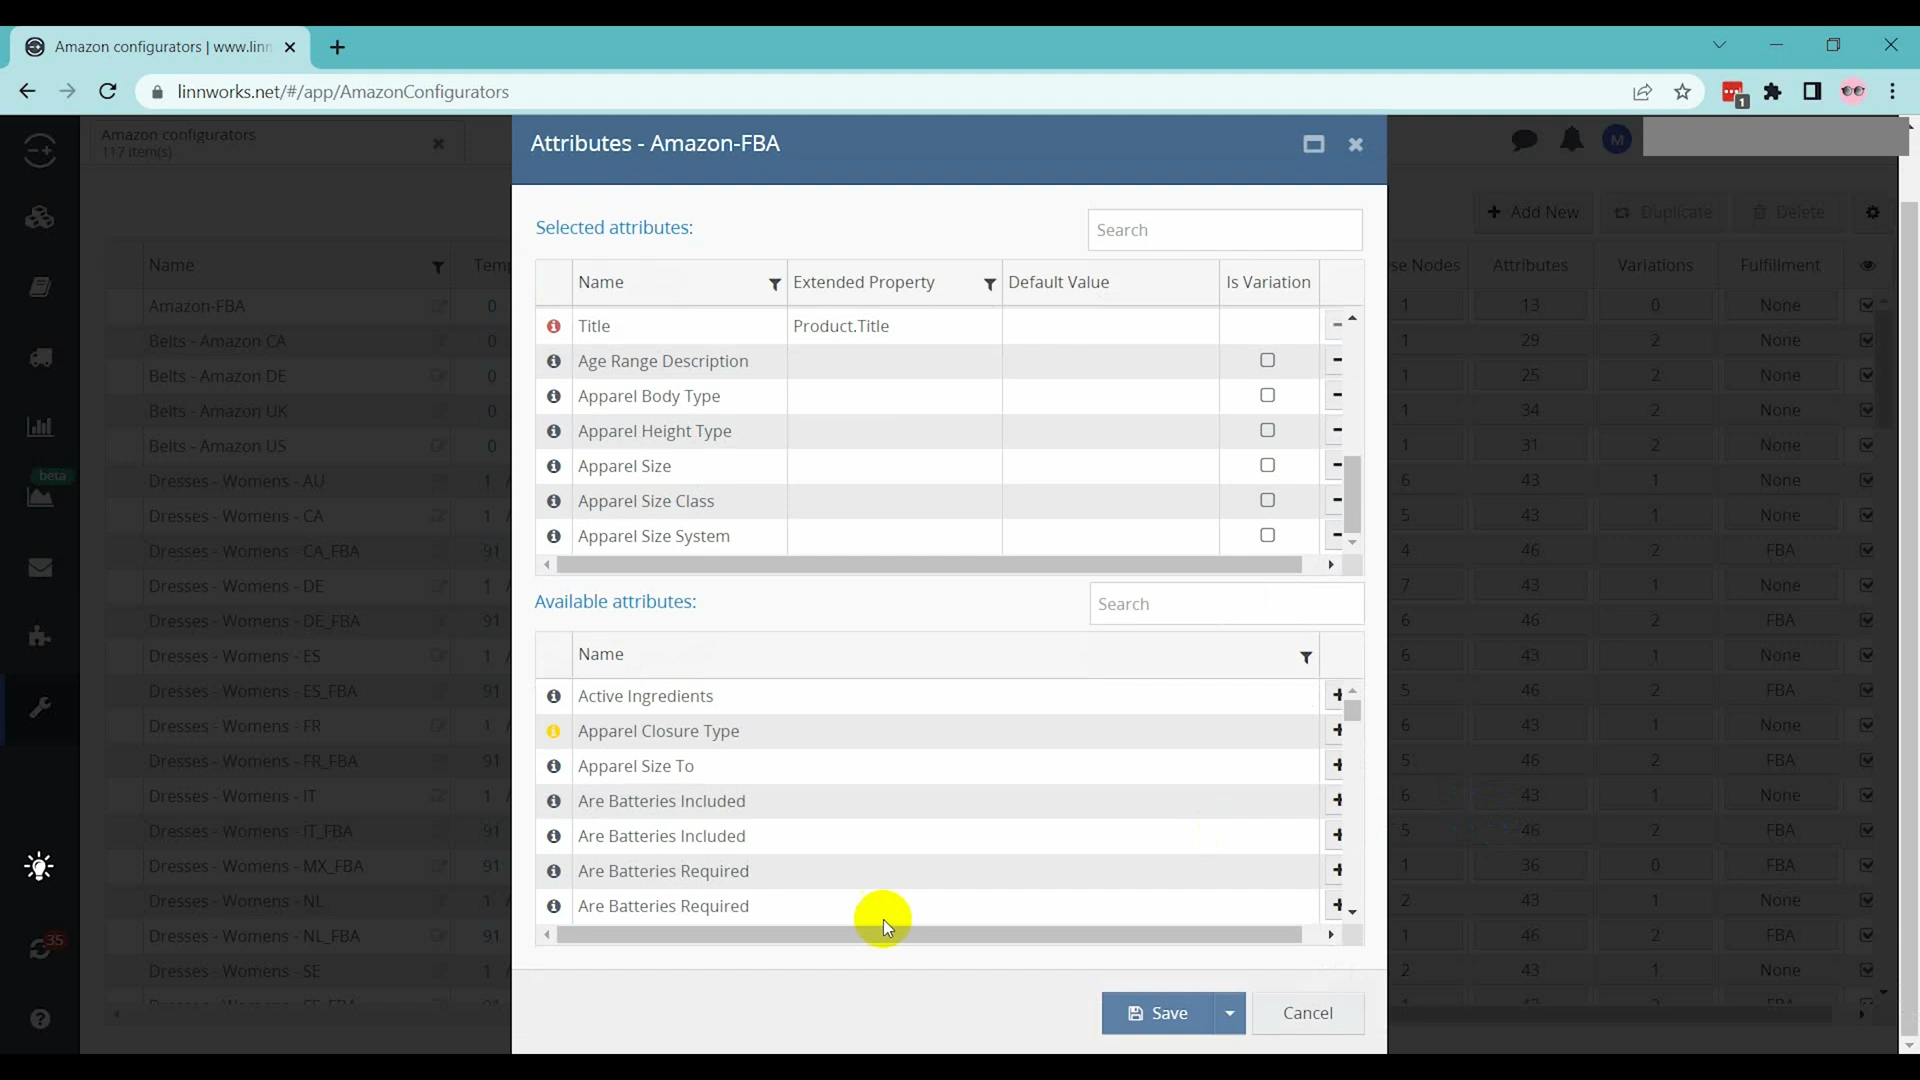 Amazon configurators | www.linn
linnworks.net/#/app/AmazonConfigurators
1
Amazon configurators
117 item(s)
Attributes - Amazon-FBA
M
Add New
Duplicate
Delete
Selected attributes:
Search
Name
Extended Property
Default Value
Is Variation
Title
Product.Title
Age Range Description
Apparel Body Type
Apparel Height Type
Apparel Size
Apparel Size Class
Apparel Size System
Available attributes:
Search
Name
Active Ingredients
Apparel Closure Type
Apparel Size To
Are Batteries Included
Are Batteries Included
Are Batteries Required
Are Batteries Required
Save
Cancel
beta
35
Name
Tem
se Nodes
Attributes
Variations
Fulfillment
Amazon-FBA
0
1
13
0
None
Belts - Amazon CA
0
1
29
2
None
Belts - Amazon DE
0
1
25
2
None
Belts - Amazon UK
0
1
34
2
None
Belts - Amazon US
0
1
31
2
None
Dresses - Womens - AU
1
6
43
1
None
Dresses - Womens - CA
1
5
43
1
None
Dresses - Womens - CA_FBA
91
4
46
2
FBA
Dresses - Womens - DE
1
7
43
1
None
Dresses - Womens - DE_FBA
91
6
46
2
FBA
Dresses - Womens - ES
1
6
43
1
None
Dresses - Womens - ES_FBA
91
5
46
2
FBA
Dresses - Womens - FR
1
6
43
1
None
Dresses - Womens - FR_FBA
91
5
46
2
FBA
Dresses - Womens - IT
1
6
43
1
None
Dresses - Womens - IT_FBA
91
5
46
2
FBA
Dresses - Womens - MX_FBA
91
1
36
0
FBA
Dresses - Womens - NL
1
2
43
1
None
Dresses - Womens - NL_FBA
91
1
46
2
FBA
Dresses - Womens - SE
1
2
43
1
None